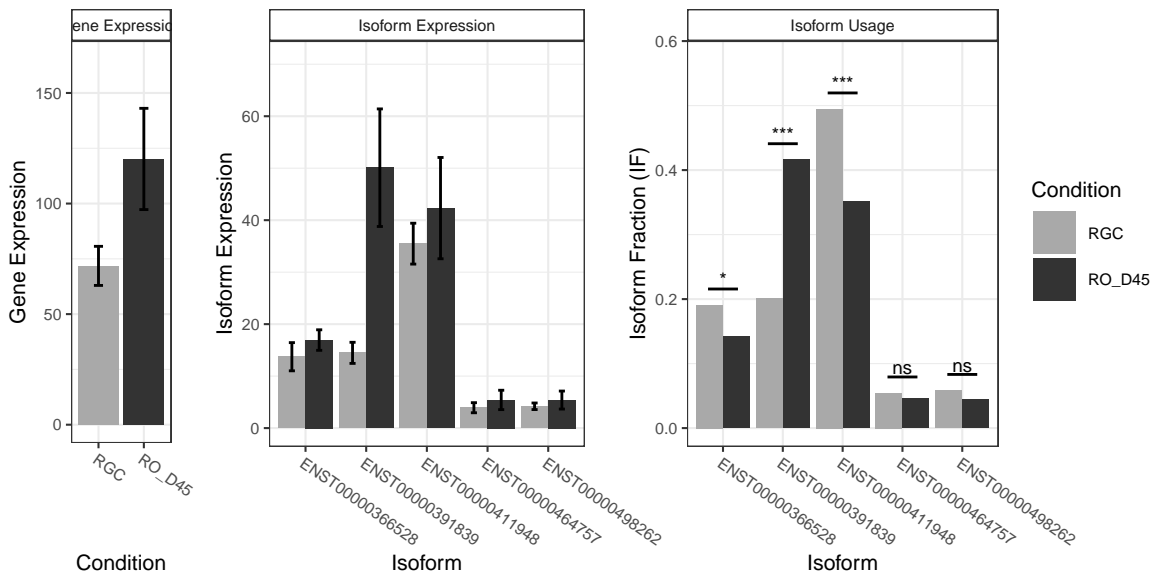 ene Expressio
Isoform Expression
Isoform Usage
Gene Expression
150
100
50
0
RGC
RO_D45
Condition
Isoform Expression
60
40
20
0
ENST00000366528
ENST00000391839
ENST00000411948
ENST00000464757
ENST00000498262
Isoform
Isoform Fraction (IF)
0.6
0.4
0.2
0.0
*
***
***
ns
ns
ENST00000366528
ENST00000391839
ENST00000411948
ENST00000464757
ENST00000498262
Isoform
Condition
RGC
RO_D45